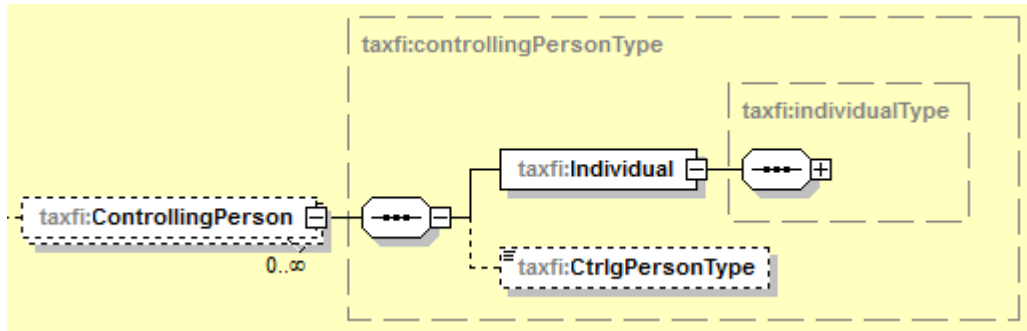 taxfi:controllingPersonType
taxfi:individualType
taxfi:Individual
taxfi:ControllingPerson
0..∞
taxfi:CtrlgPersonType